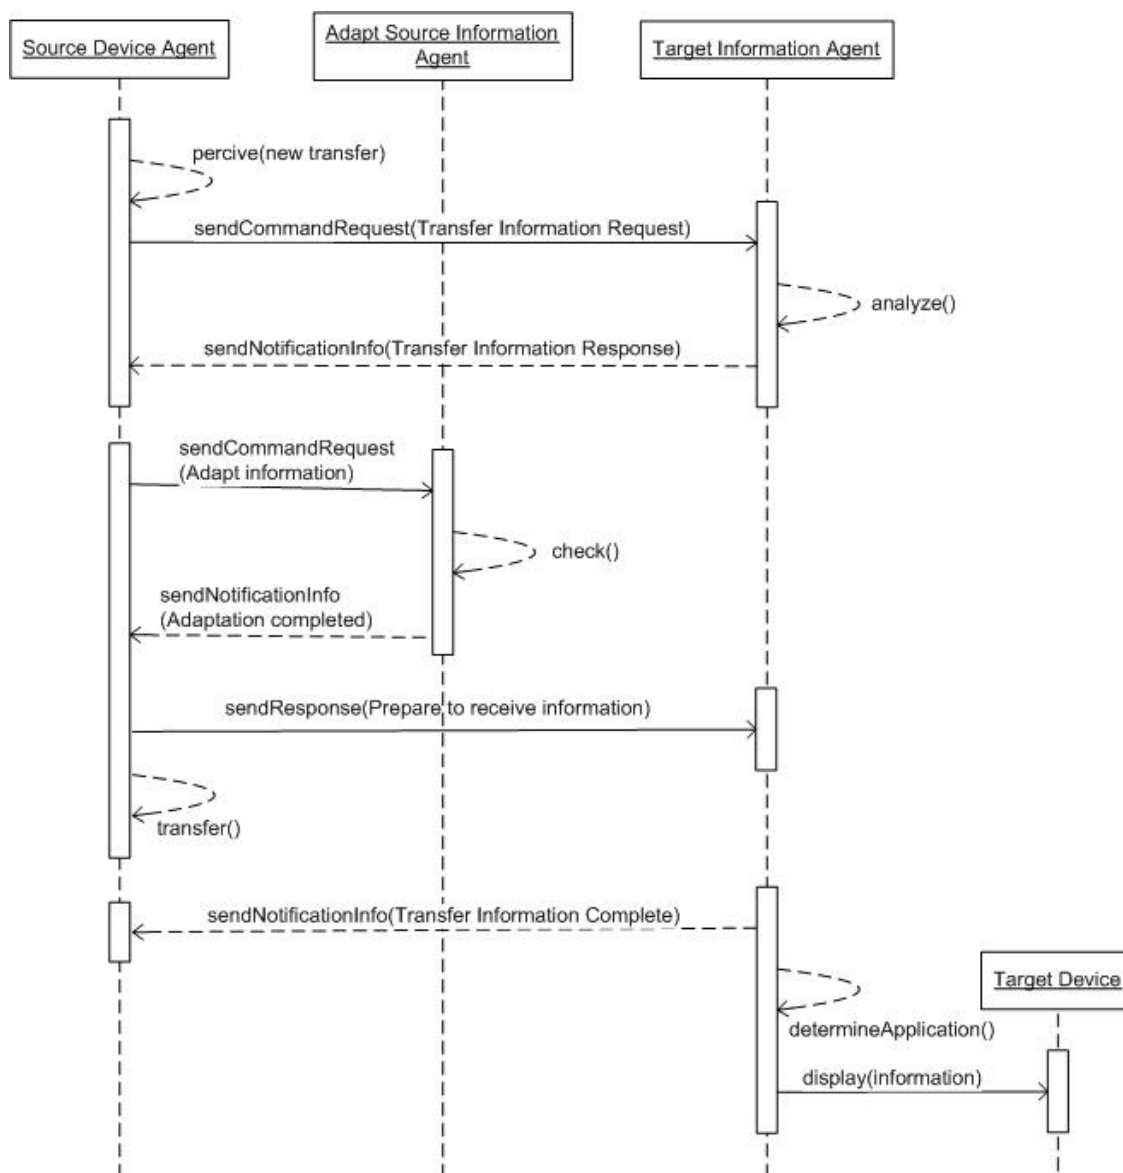 Source Device Agent
Adapt Source Information
Agent
Target Information Agent
percive(new transfer)
sendCommandRequest(Transfer Information Request)
analyze()
sendNotificationInfo(Transfer Information Response)
sendCommandRequest
(Adapt information)
check()
sendNotificationInfo
(Adaptation completed)
sendResponse(Prepare to receive information)
transfer()
sendNotificationInfo(Transfer Information Complete)
Target Device
determineApplication()
display(information)